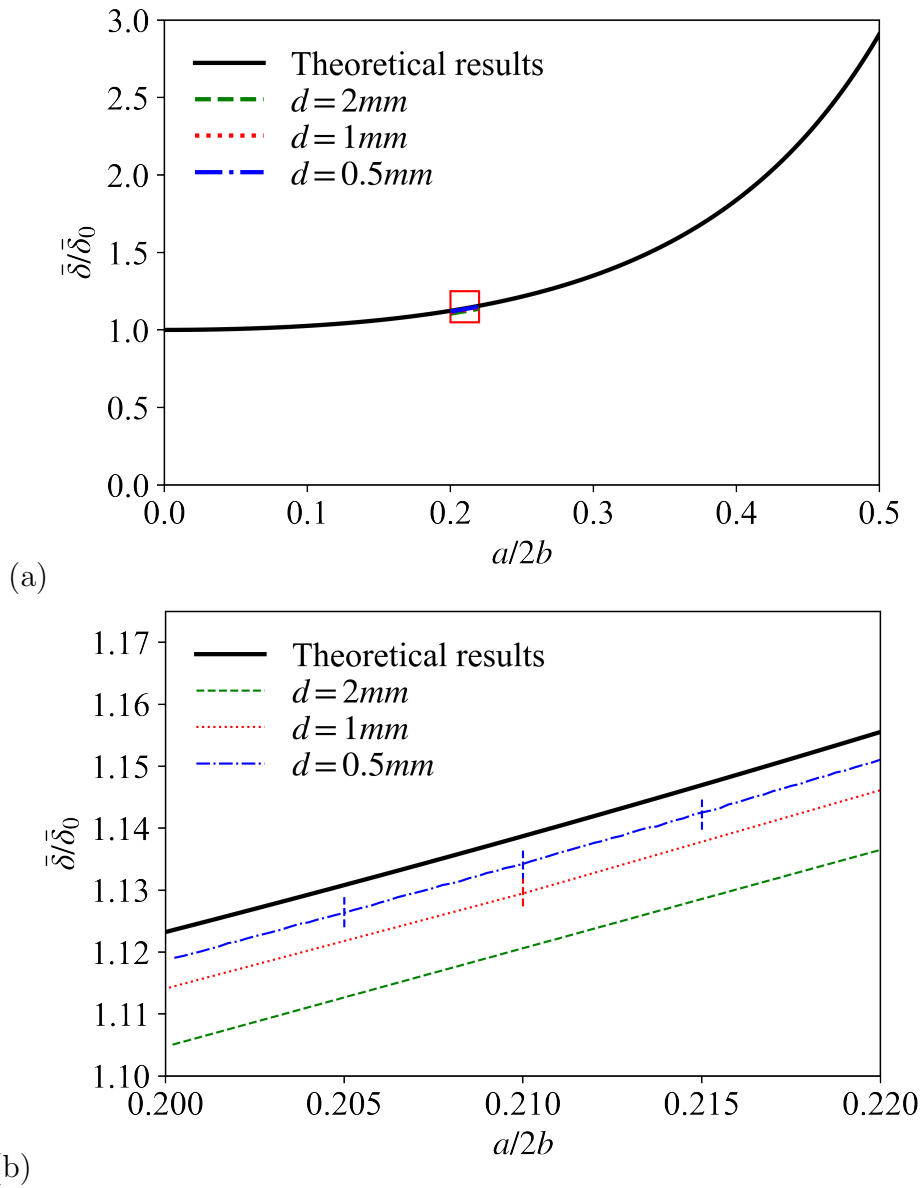 3.0
2.5
2.0
1.5
1.0
0.5
0.0
δ̄/δ̄₀
Theoretical results
d = 2mm
d = 1mm
d = 0.5mm
0.0 0.1 0.2 0.3 0.4 0.5
a/2b
(a)
1.17
1.16
1.15
1.14
1.13
1.12
1.11
1.10
δ̄/δ̄₀
Theoretical results
d = 2mm
d = 1mm
d = 0.5mm
0.200 0.205 0.210 0.215 0.220
a/2b
b)